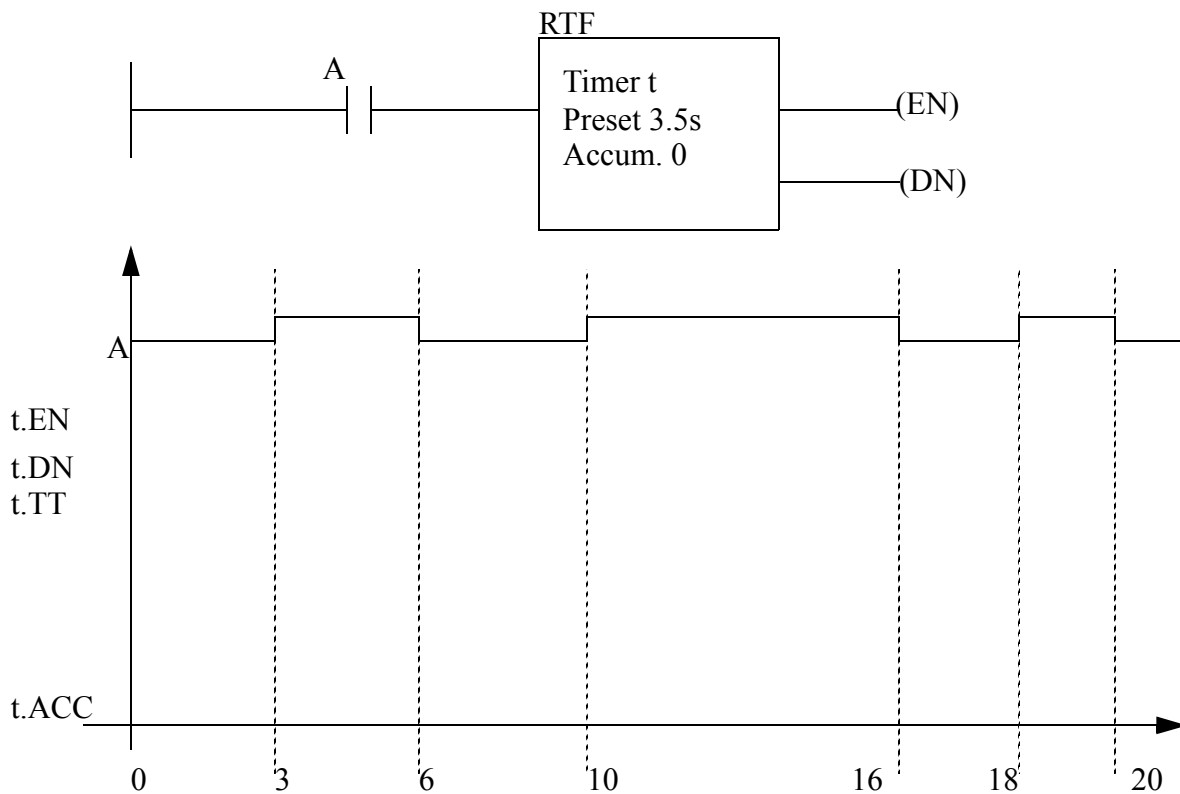 RTF
A
Timer t
Preset 3.5s
Accum. 0
(EN)
(DN)
A
t.EN
t.DN
t.TT
t.ACC
0 3 6 10 16 18 20